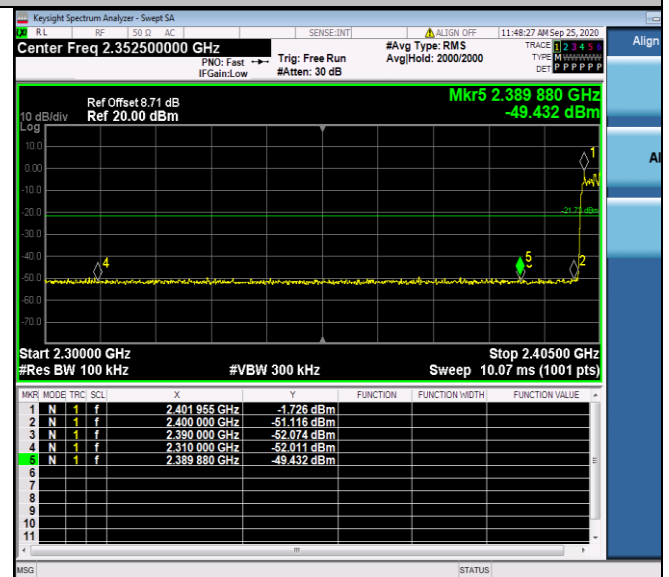 Keysight Spectrum Analyzer - Swept SA
RL RF 50 Ω AC SENSE:INT ALIGN OFF 11:48:27 AM Sep 25, 2020
Center Freq 2.352500000 GHz #Avg Type: RMS TRACE 1 2 3 4 5 6
PNO: Fast Trig: Free Run Avg|Hold: 2000/2000 TYPE M WWWWW
IFGain:Low #Atten: 30 dB DET P P P P P P
Align
Mkr5 2.389 880 GHz
Ref Offset 8.71 dB
10 dB/div Ref 20.00 dBm -49.432 dBm
Log
10.0
0.00
-10.0
-20.0
-30.0
-40.0
-50.0
-60.0
-70.0
1
4
5
2
Start 2.30000 GHz Stop 2.40500 GHz
#Res BW 100 kHz #VBW 300 kHz Sweep 10.07 ms (1001 pts)
MKR MODE TRC SCL X Y FUNCTION FUNCTION WIDTH FUNCTION VALUE
1 N 1 f 2.401 955 GHz -1.726 dBm
2 N 1 f 2.400 000 GHz -51.116 dBm
3 N 1 f 2.390 000 GHz -52.074 dBm
4 N 1 f 2.310 000 GHz -52.011 dBm
5 N 1 f 2.389 880 GHz -49.432 dBm
6
7
8
9
10
11
MSG STATUS